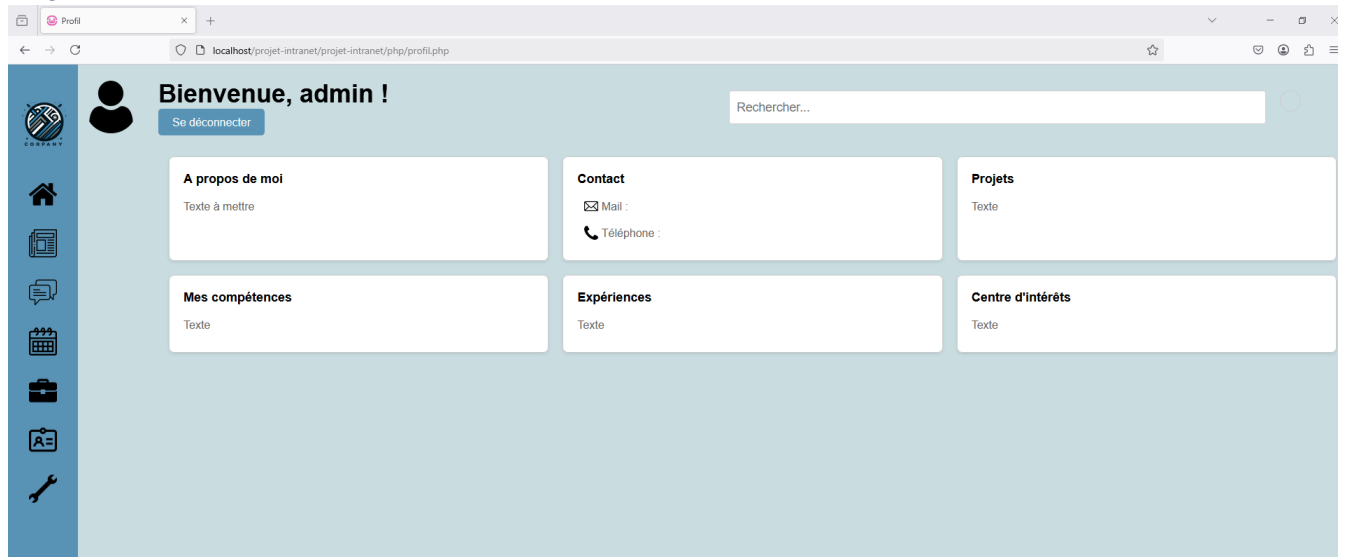 Profil
localhost/projet-intranet/projet-intranet/php/profil.php
COMPANY
Bienvenue, admin !
Se déconnecter
Rechercher...
A propos de moi
Texte à mettre
Contact
Mail :
Téléphone :
Projets
Texte
Mes compétences
Texte
Expériences
Texte
Centre d'intérêts
Texte